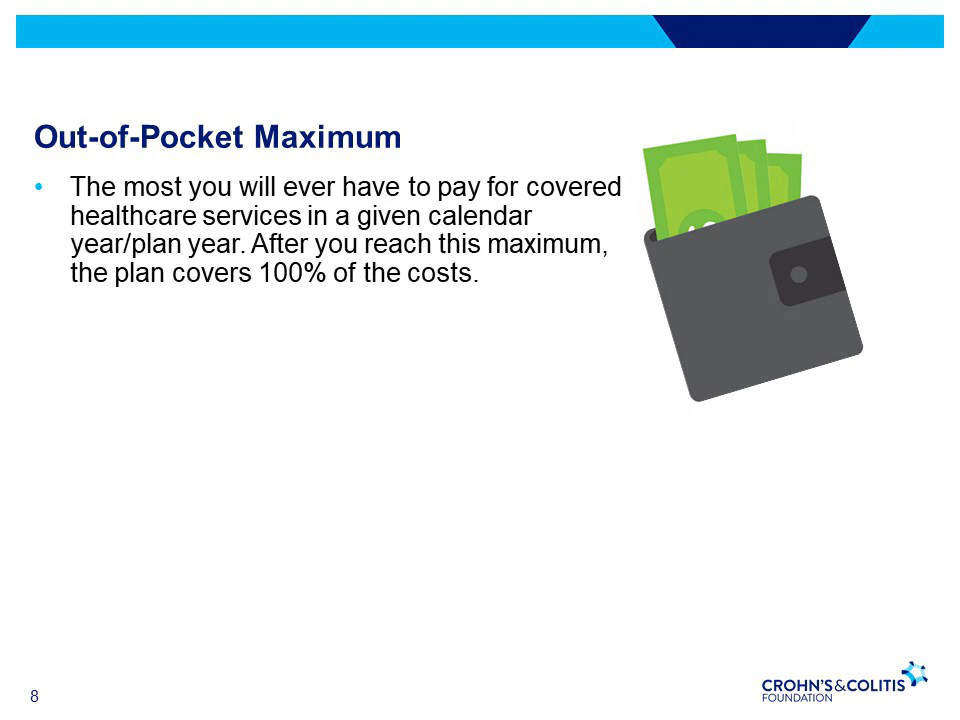 Out-of-Pocket Maximum
• The most you will ever have to pay for covered
healthcare services in a given calendar
year/plan year. After you reach this maximum,
the plan covers 100% of the costs.
8
CROHN'S&COLITIS
FOUNDATION